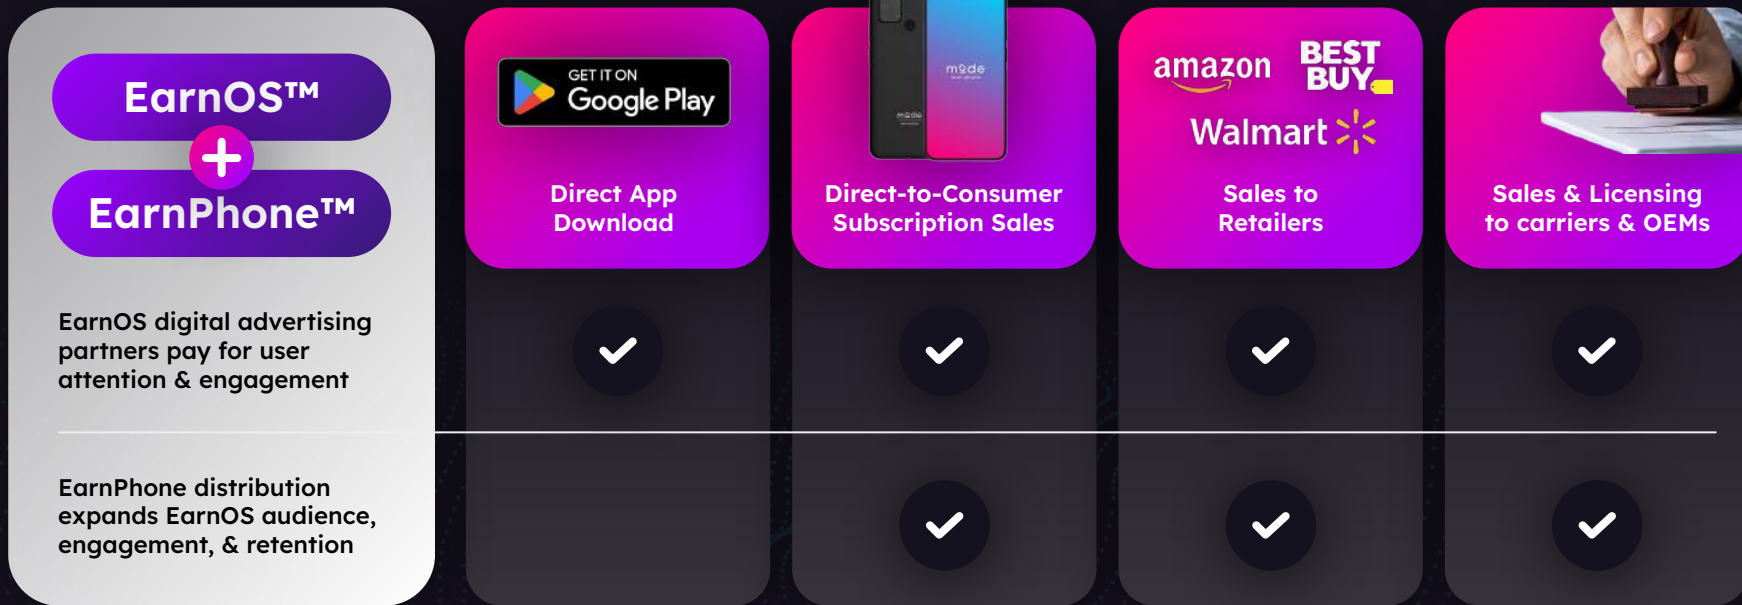 EarnOS™
EarnPhone™
EarnOS digital advertising
partners pay for user
attention & engagement
EarnPhone distribution
expands EarnOS audience,
engagement, & retention
GET IT ON
Google Play
Direct App
Download
mode
mode
Direct-to-Consumer
Subscription Sales
amazon
BEST
BUY
Walmart
Sales to
Retailers
Sales & Licensing
to carriers & OEMs